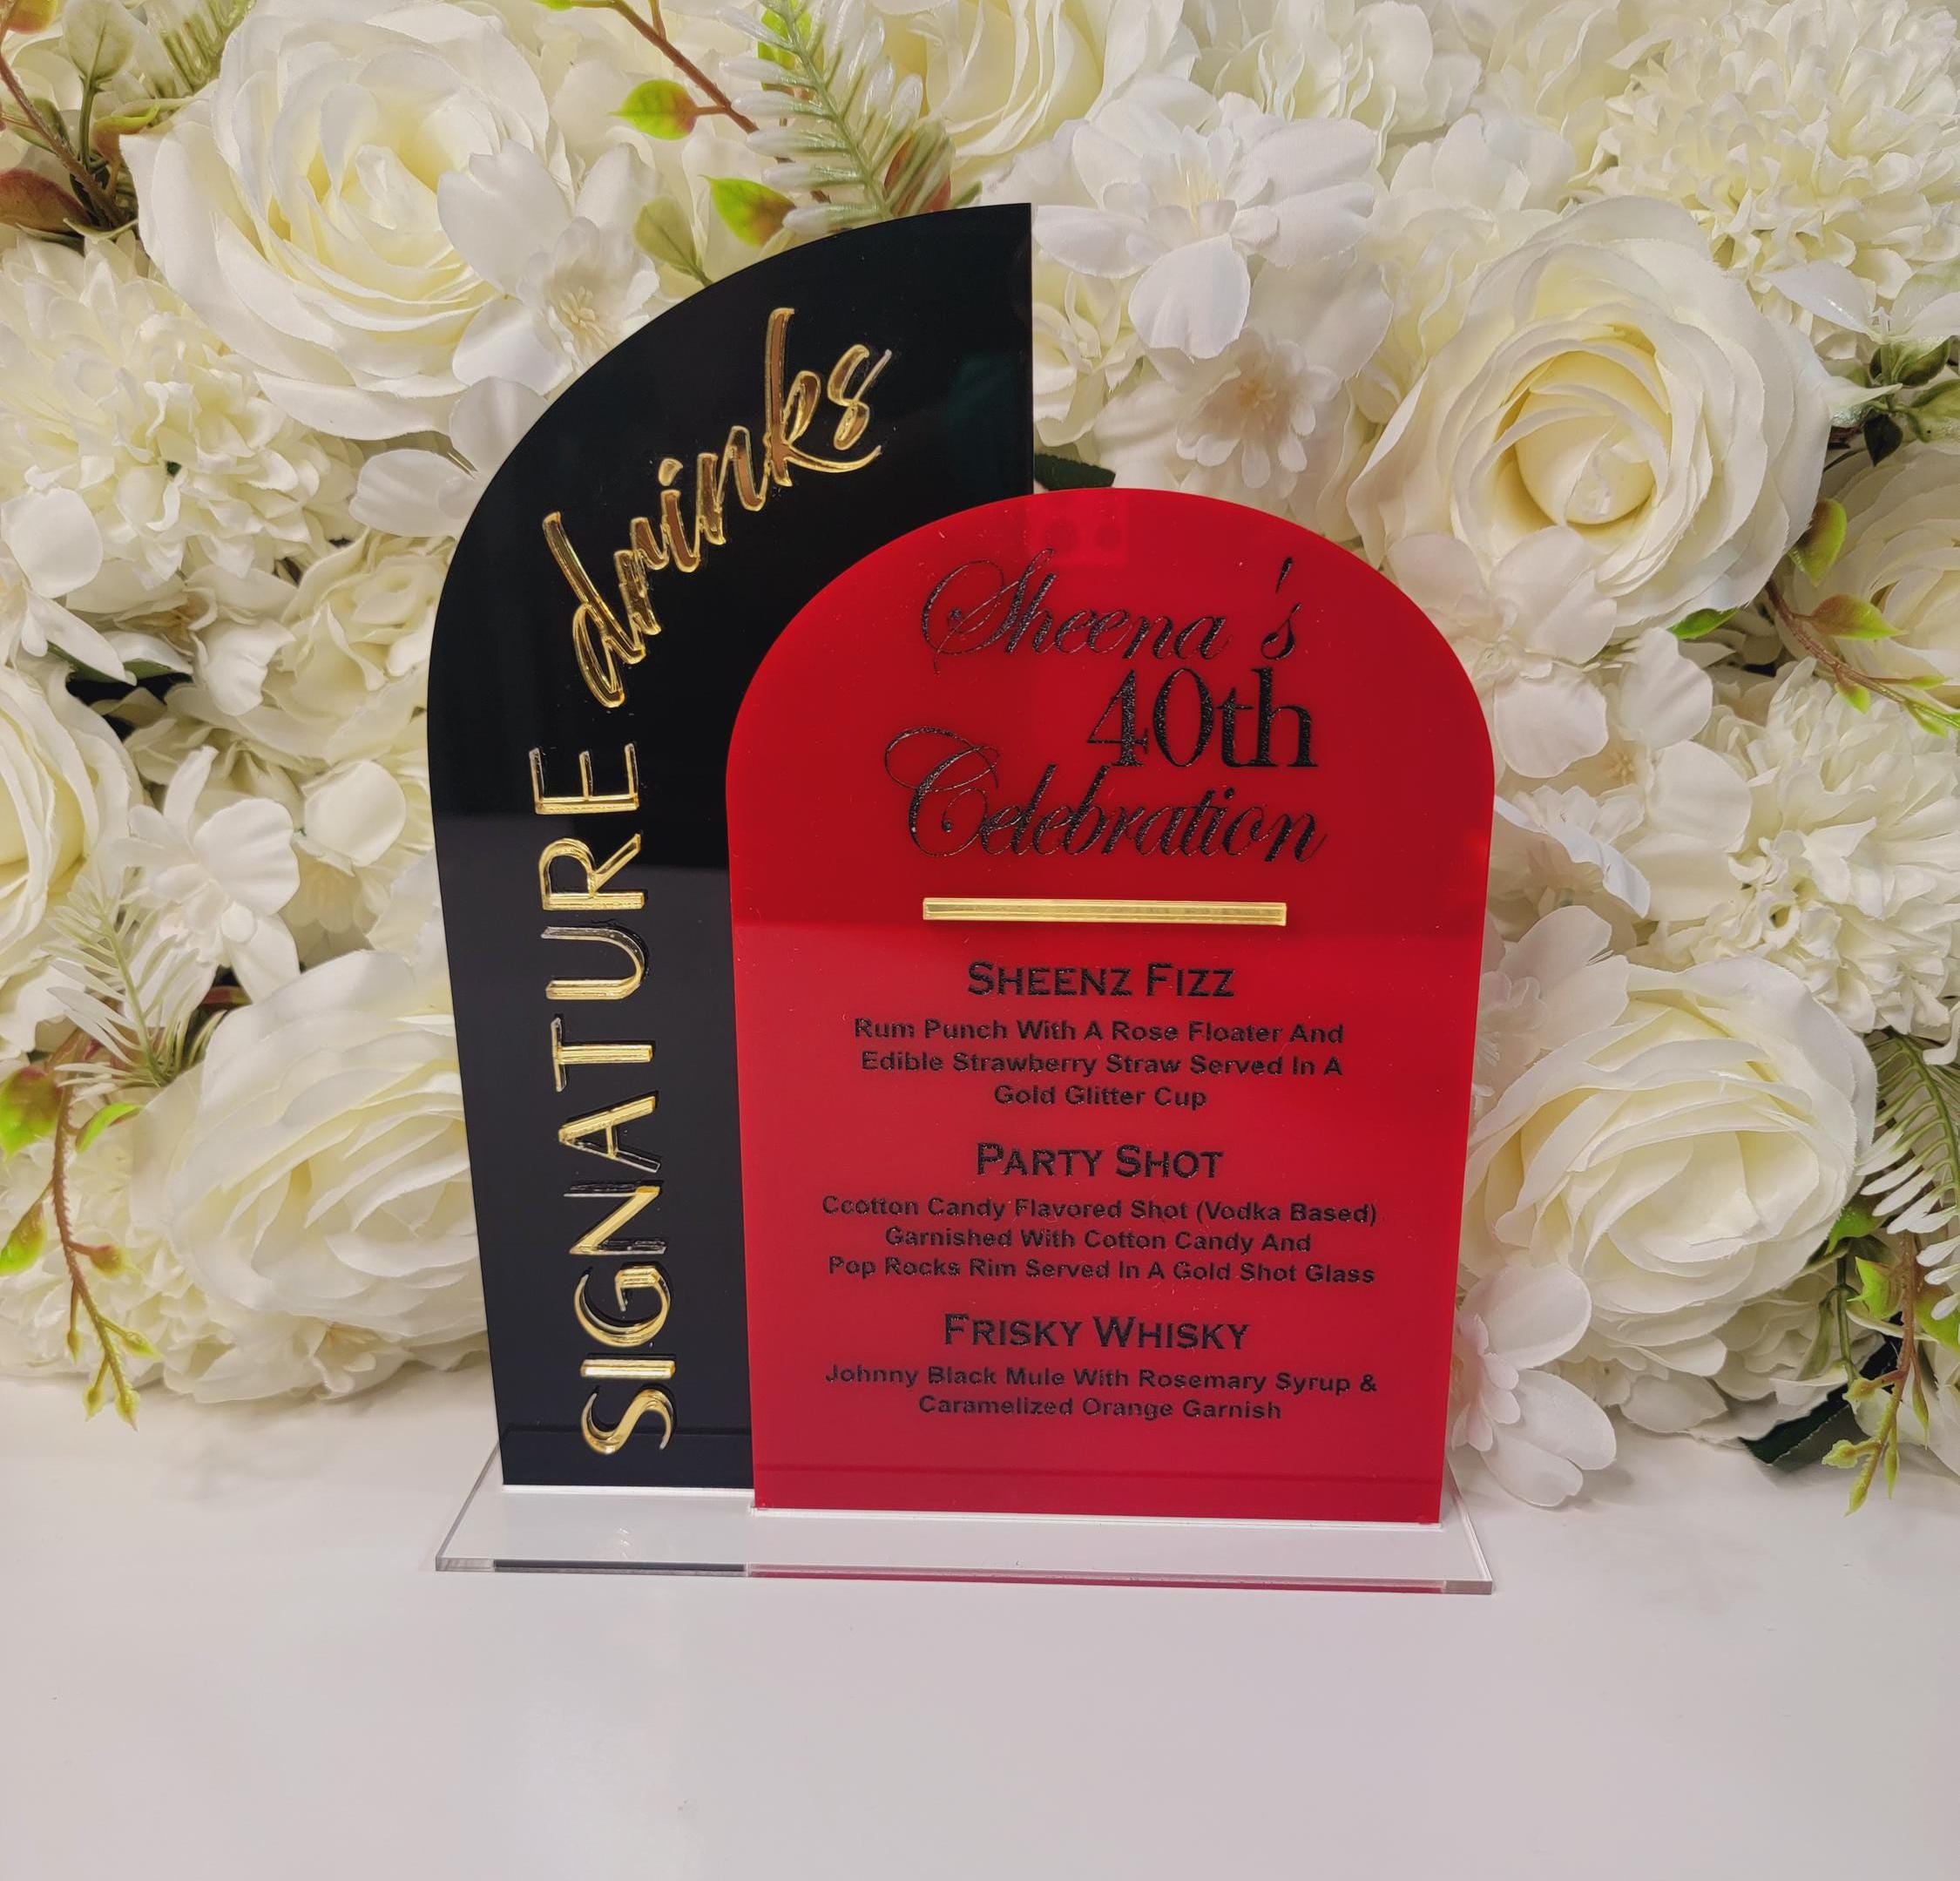 SIGNATURE drinks
Sheena's
40th
Celebration
SHEENZ FIZZ
Rum Punch With A Rose Floater And
Edible Strawberry Straw Served In A
Gold Glitter Cup
PARTY SHOT
Ccotton Candy Flavored Shot (Vodka Based)
Garnished With Cotton Candy And
Pop Rocks Rim Served In A Gold Shot Glass
FRISKY WHISKY
Johnny Black Mule With Rosemary Syrup &
Caramelized Orange Garnish